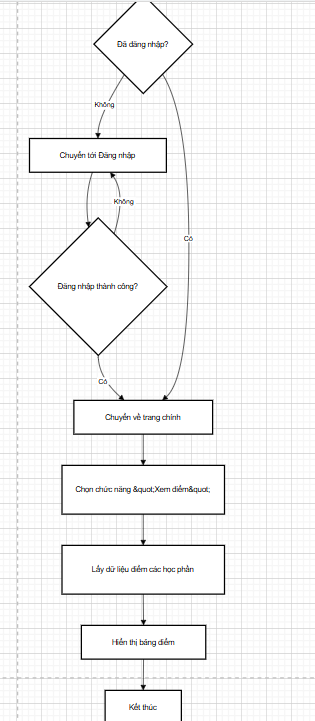 Đã đăng nhập?
Không
Chuyển tới Đăng nhập
Không
Có
Đăng nhập thành công?
Có
Chuyển về trang chính
Chọn chức năng &quot;Xem điểm&quot;
Lấy dữ liệu điểm các học phần
Hiển thị bảng điểm
Kết thúc